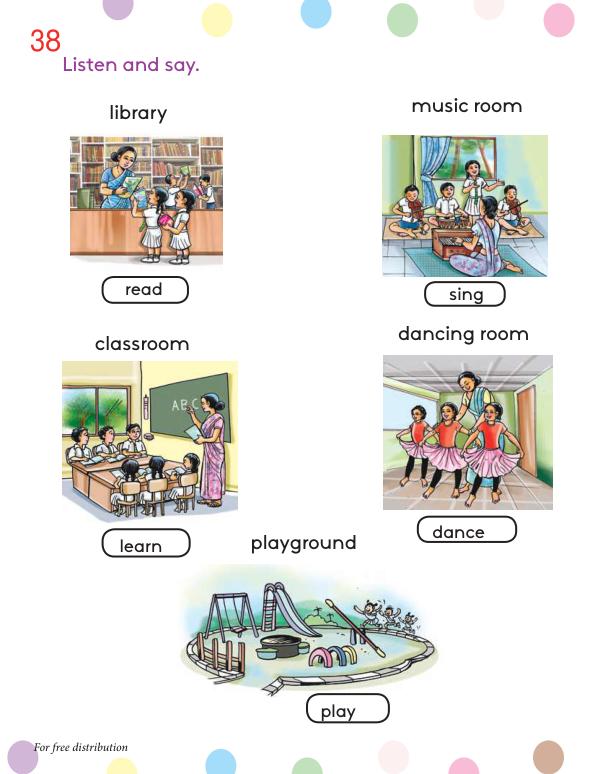 38
Listen and say.
library
music room
read
sing
classroom
dancing room
ABC
learn
dance
playground
play
For free distribution